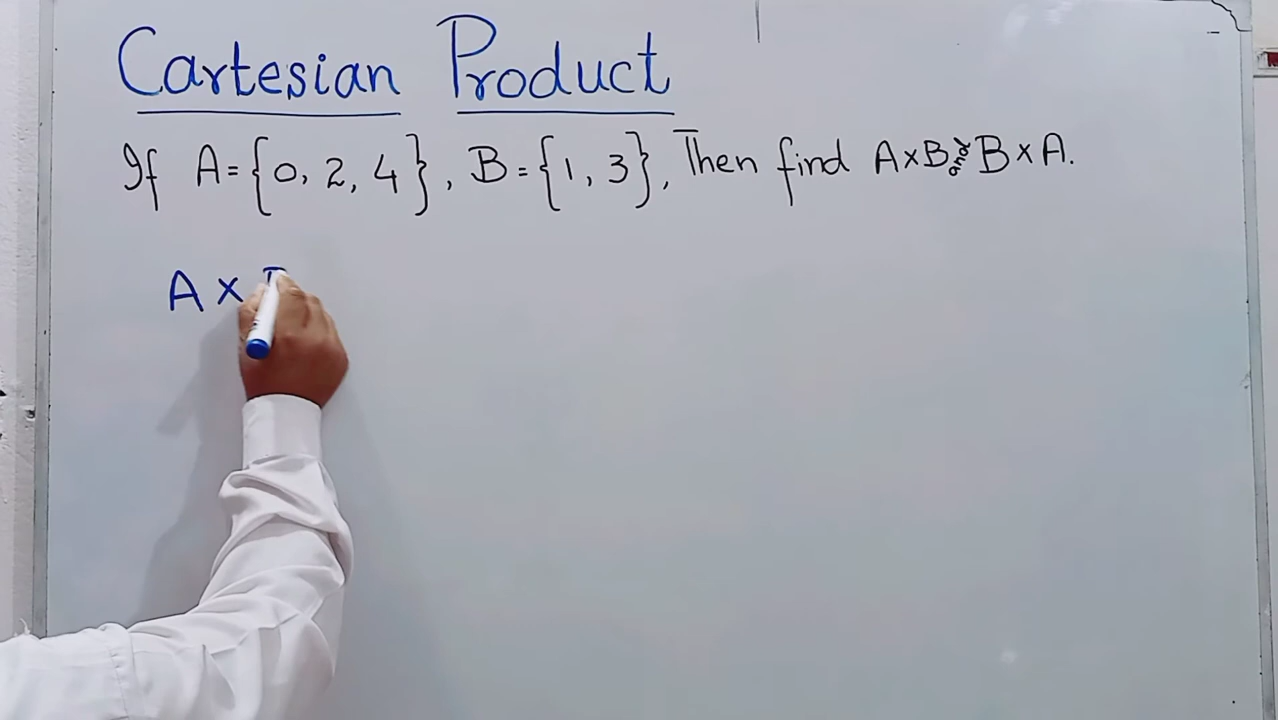 Cartesian Product
If A={0, 2, 4}, B={1, 3}, Then find A×B and B×A.
A ×